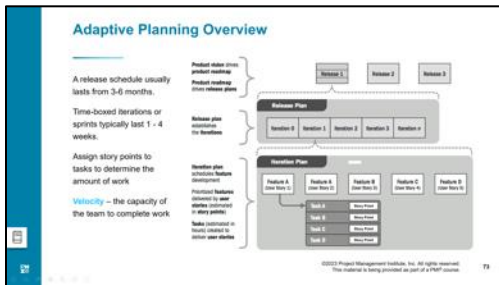 Adaptive Planning Overview
A release schedule usually
lasts from 3-6 months.
Time-boxed iterations or
sprints typically last 1 - 4
weeks.
Assign story points to
tasks to determine the
amount of work
Velocity – the capacity of
the team to complete work
Product vision drives
product roadmap
Product roadmap
drives release plans
Release 1
Release 2
Release 3
Release plan
establishes
the iterations
Release Plan
Iteration 0
Iteration 1
Iteration 2
Iteration 3
Iteration n
Iteration plan
schedules feature
development
Prioritized features
delivered by user
stories (estimated
in story points)
Tasks (estimated in
hours) created to
deliver user stories
Iteration Plan
Feature A
(User Story 1)
Feature B
(User Story 3)
Feature C
(User Story 4)
Feature D
(User Story 5)
Task A
Story Point
Task B
Story Point
Task C
Story Point
Task D
Story Point
©2023 Project Management Institute, Inc. All rights reserved.
This material is being provided as part of a PMI® course.
73